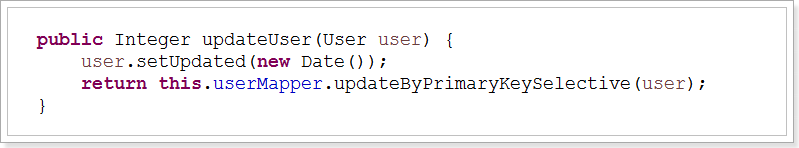 public Integer updateUser(User user) {
    user.setUpdated(new Date());
    return this.userMapper.updateByPrimaryKeySelective(user);
}